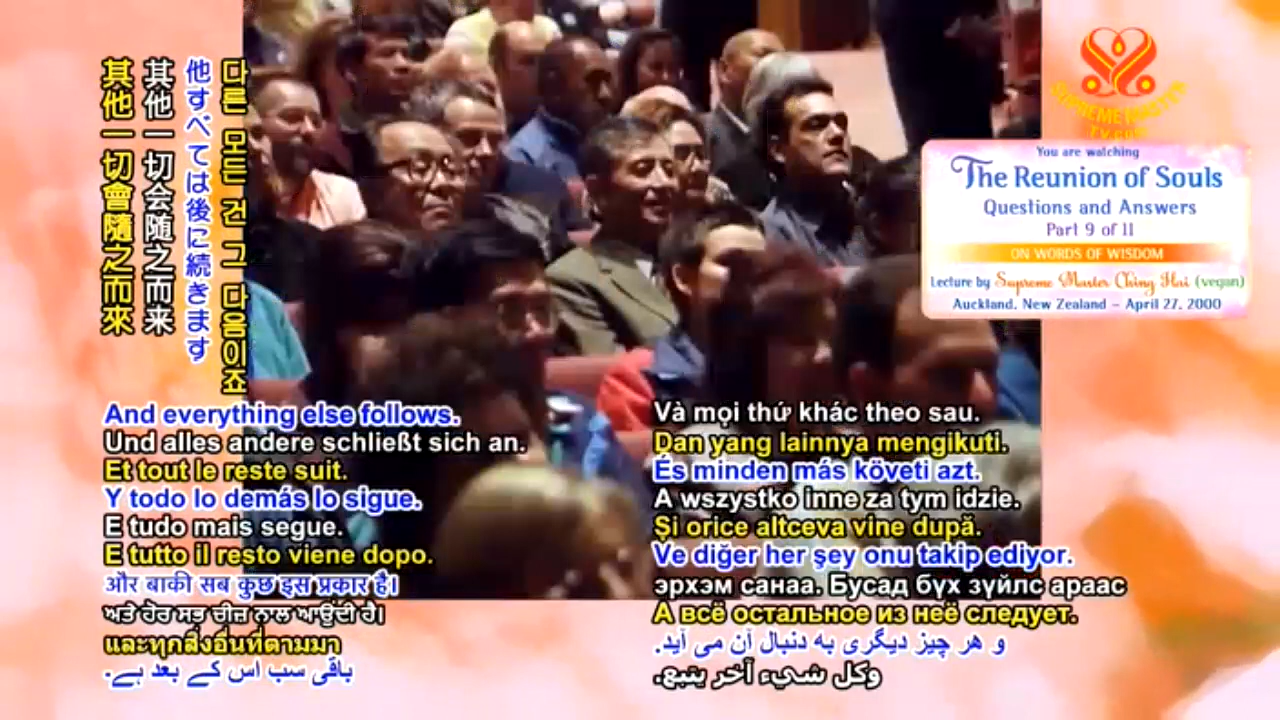 其他一切會隨之而來
其他一切会随之而来
他すべては後に続きます
다른 모든 건 그 다음이죠
SUPREME MASTER
TV.COM
You are watching
The Reunion of Souls
Questions and Answers
Part 9 of 11
ON WORDS OF WISDOM
Lecture by Supreme Master Ching Hai (vegan)
Auckland, New Zealand – April 27, 2000
And everything else follows.
Und alles andere schließt sich an.
Et tout le reste suit.
Y todo lo demás lo sigue.
E tudo mais segue.
E tutto il resto viene dopo.
और बाकी सब कुछ इस प्रकार है।
ਅਤੇ ਹੋਰ ਸਭ ਚੀਜ਼ ਨਾਲ ਆਉਂਦੀ ਹੈ।
และทุกสิ่งอื่นที่ตามมา
باقی سب اس کے بعد ہے۔
Và mọi thứ khác theo sau.
Dan yang lainnya mengikuti.
És minden más követi azt.
A wszystko inne za tym idzie.
Și orice altceva vine după.
Ve diğer her şey onu takip ediyor.
эрхэм санаа. Бусад бүх зүйлс араас
А всё остальное из неё следует.
و هر چیز دیگری به دنبال آن می آید.
وكل شيء آخر يتبع.